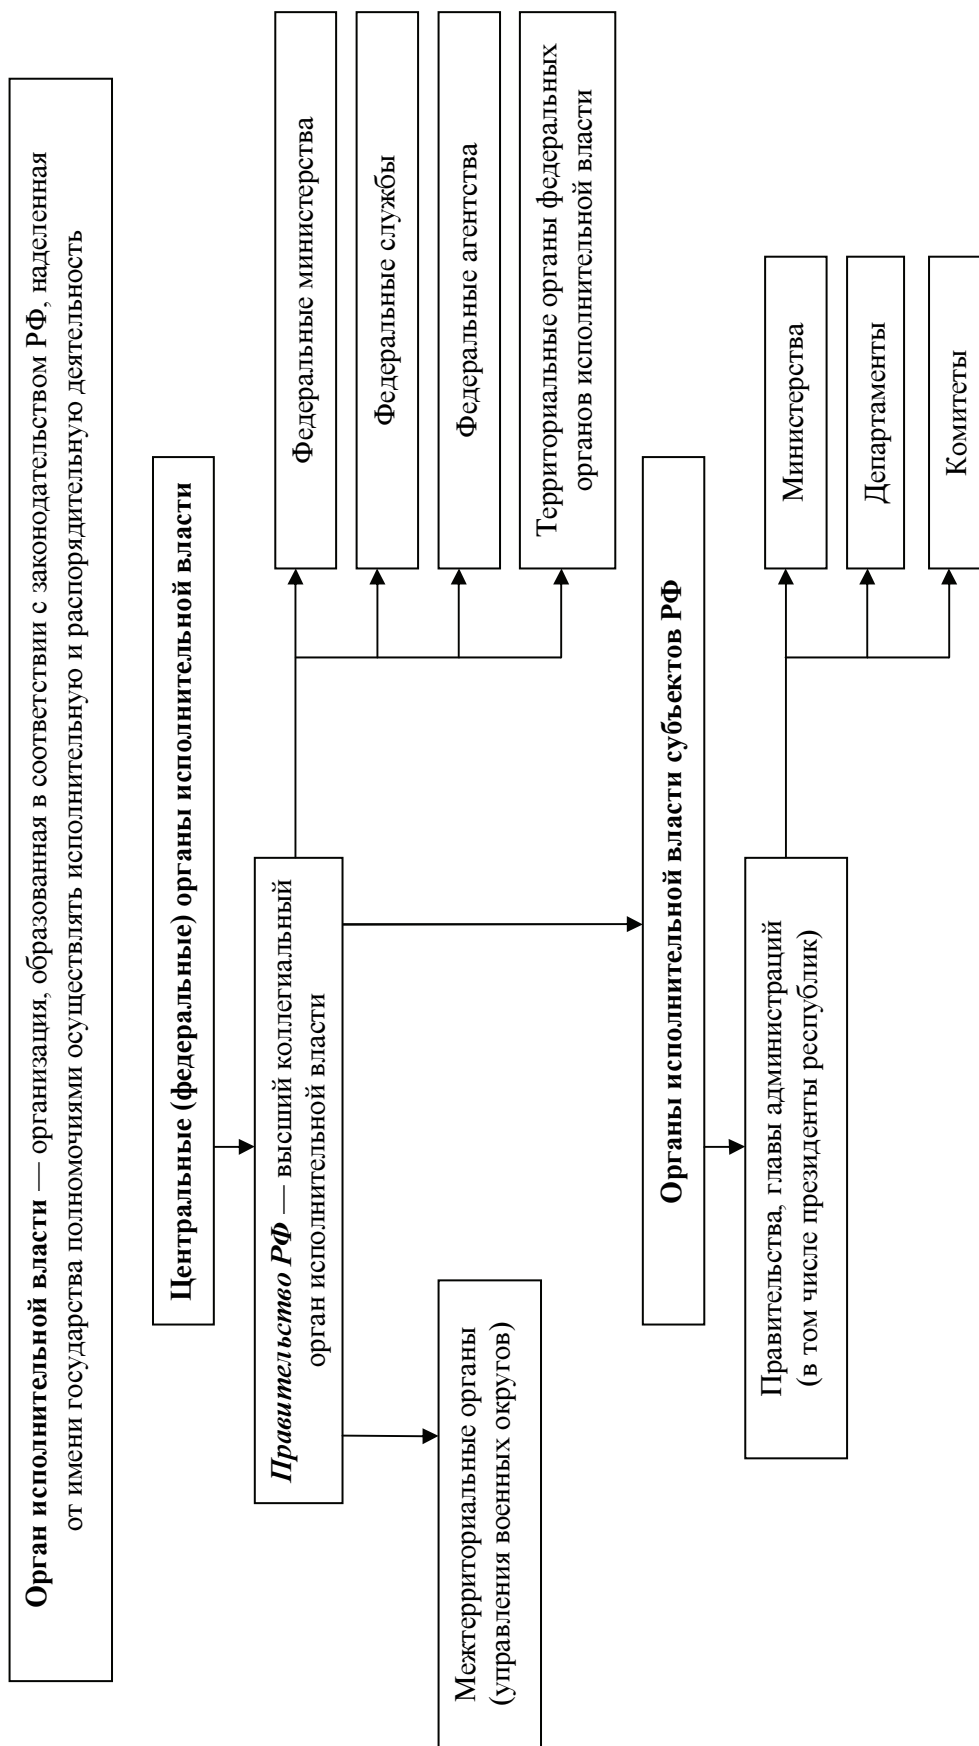 Орган исполнительной власти — организация, образованная в соответствии с законодательством РФ, наделенная
от имени государства полномочиями осуществлять исполнительную и распорядительную деятельность
Центральные (федеральные) органы исполнительной власти
Правительство РФ — высший коллегиальный
орган исполнительной власти
Федеральные министерства
Федеральные службы
Федеральные агентства
Территориальные органы федеральных
органов исполнительной власти
Межтерриториальные органы
(управления военных округов)
Органы исполнительной власти субъектов РФ
Правительства, главы администраций
(в том числе президенты республик)
Министерства
Департаменты
Комитеты